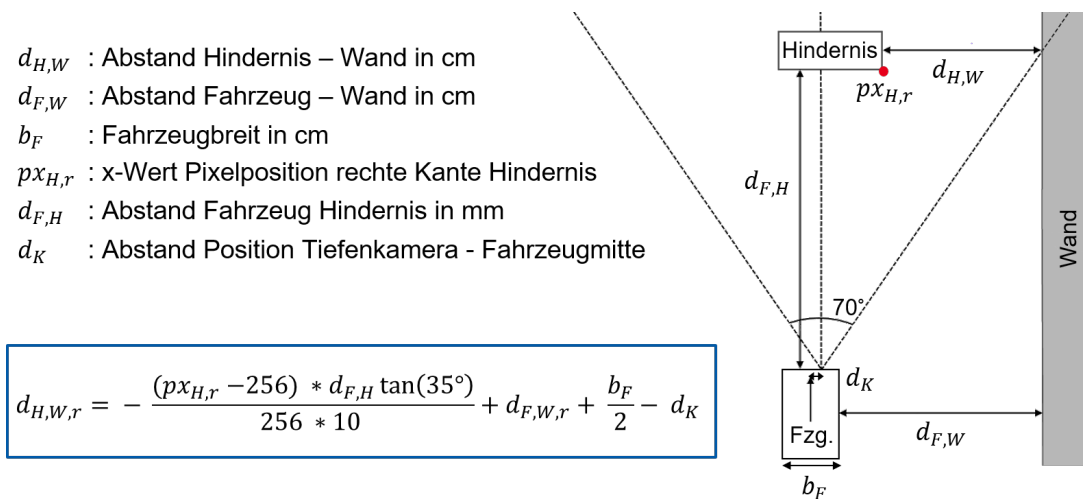 d_{H,W} : Abstand Hindernis – Wand in cm
d_{F,W} : Abstand Fahrzeug – Wand in cm
b_F : Fahrzeugbreit in cm
px_{H,r} : x-Wert Pixelposition rechte Kante Hindernis
d_{F,H} : Abstand Fahrzeug Hindernis in mm
d_K : Abstand Position Tiefenkamera - Fahrzeugmitte
d_{H,W,r} = - \frac{(px_{H,r} - 256) * d_{F,H} \tan(35°)}{256 * 10} + d_{F,W,r} + \frac{b_F}{2} - d_K
Hindernis
d_{H,W}
px_{H,r}
d_{F,H}
Wand
70°
d_K
Fzg.
d_{F,W}
b_F